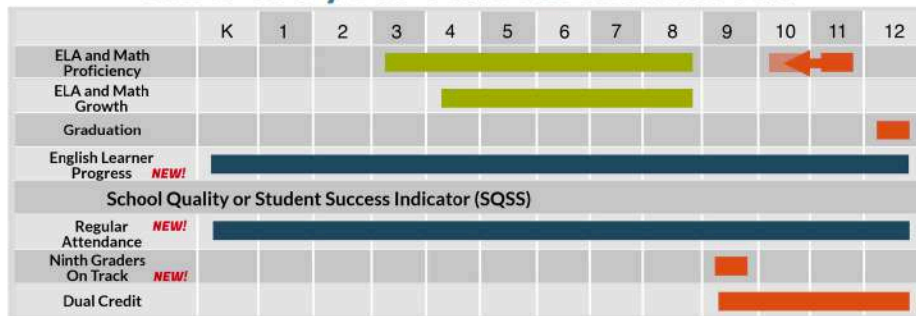 K 1 2 3 4 5 6 7 8 9 10 11 12
ELA and Math
Proficiency
ELA and Math
Growth
Graduation
English Learner
Progress NEW!
School Quality or Student Success Indicator (SQSS)
Regular NEW!
Attendance
Ninth Graders
On Track NEW!
Dual Credit